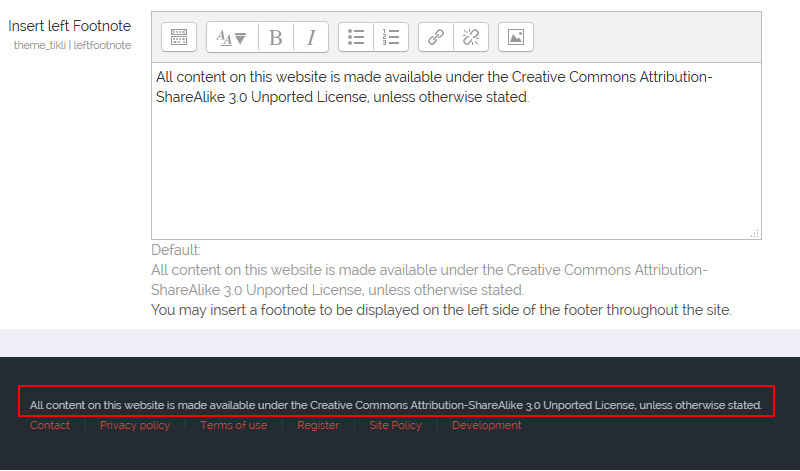 Insert left Footnote
theme_tikli | leftfootnote
All content on this website is made available under the Creative Commons Attribution-
ShareAlike 3.0 Unported License, unless otherwise stated.
Default:
All content on this website is made available under the Creative Commons Attribution-
ShareAlike 3.0 Unported License, unless otherwise stated.
You may insert a footnote to be displayed on the left side of the footer throughout the site.
All content on this website is made available under the Creative Commons Attribution-ShareAlike 3.0 Unported License, unless otherwise stated.
Contact | Privacy policy | Terms of use | Register | Site Policy | Development